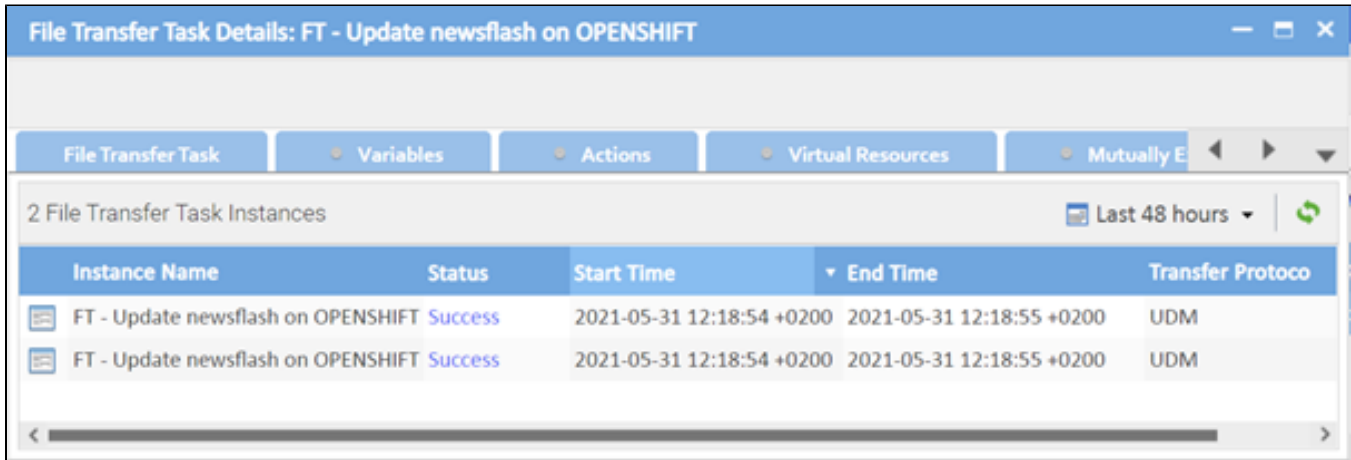 File Transfer Task Details: FT - Update newsflash on OPENSHIFT
File Transfer Task Variables Actions Virtual Resources Mutually E
2 File Transfer Task Instances Last 48 hours
Instance Name Status Start Time End Time Transfer Protoco
FT - Update newsflash on OPENSHIFT Success 2021-05-31 12:18:54 +0200 2021-05-31 12:18:55 +0200 UDM
FT - Update newsflash on OPENSHIFT Success 2021-05-31 12:18:54 +0200 2021-05-31 12:18:55 +0200 UDM